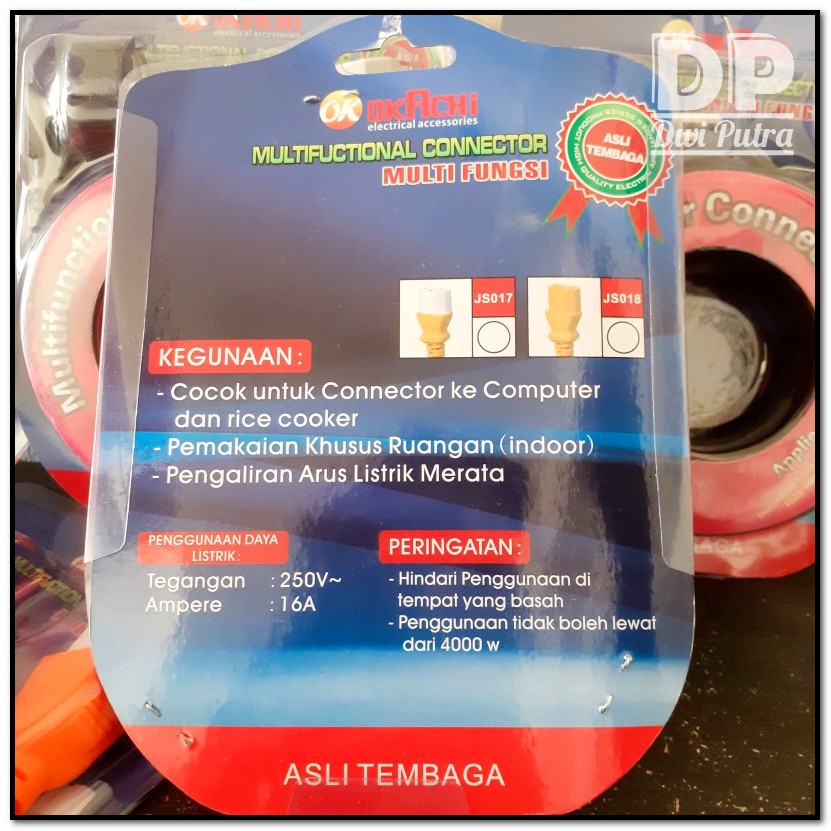 DP
Dwi Putra
OK OKACHI
electrical accessories
MULTIFUCTIONAL CONNECTOR
MULTI FUNGSI
ASLI
TEMBAGA
JS017
JS018
KEGUNAAN :
- Cocok untuk Connector ke Computer
dan rice cooker
- Pemakaian Khusus Ruangan (indoor)
- Pengaliran Arus Listrik Merata
PENGGUNAAN DAYA
LISTRIK :
Tegangan : 250V~
Ampere : 16A
PERINGATAN :
- Hindari Penggunaan di
tempat yang basah
- Penggunaan tidak boleh lewat
dari 4000 w
ASLI TEMBAGA